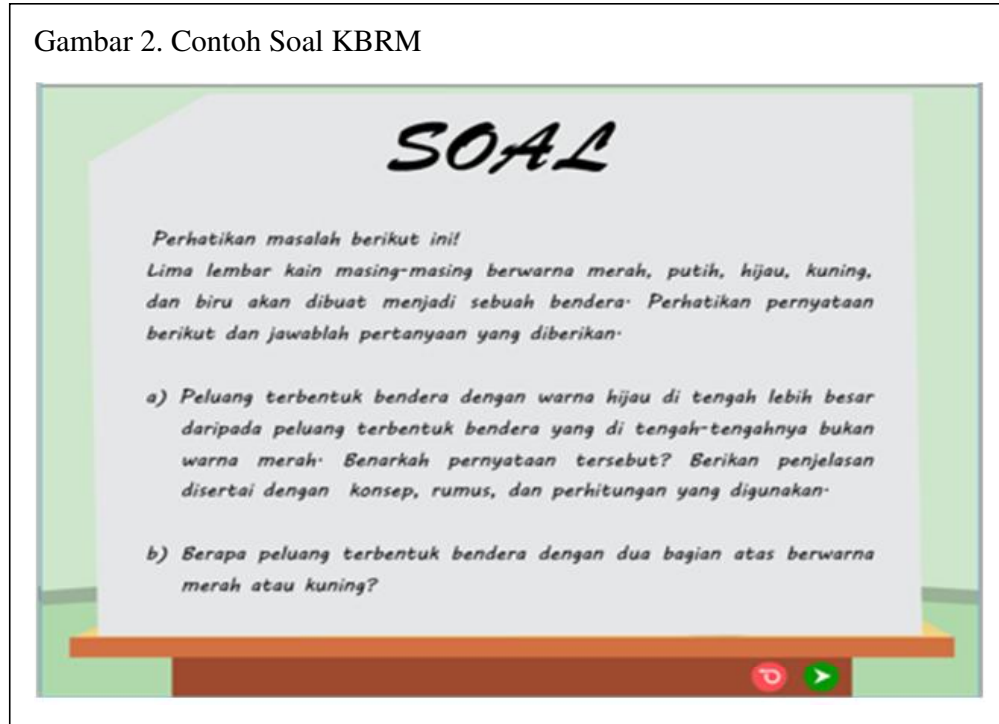 Gambar 2. Contoh Soal KBRM
SOAL
Perhatikan masalah berikut ini!
Lima lembar kain masing-masing berwarna merah, putih, hijau, kuning,
dan biru akan dibuat menjadi sebuah bendera. Perhatikan pernyataan
berikut dan jawablah pertanyaan yang diberikan.
a) Peluang terbentuk bendera dengan warna hijau di tengah lebih besar
daripada peluang terbentuk bendera yang di tengah-tengahnya bukan
warna merah. Benarkah pernyataan tersebut? Berikan penjelasan
disertai dengan konsep, rumus, dan perhitungan yang digunakan.
b) Berapa peluang terbentuk bendera dengan dua bagian atas berwarna
merah atau kuning?